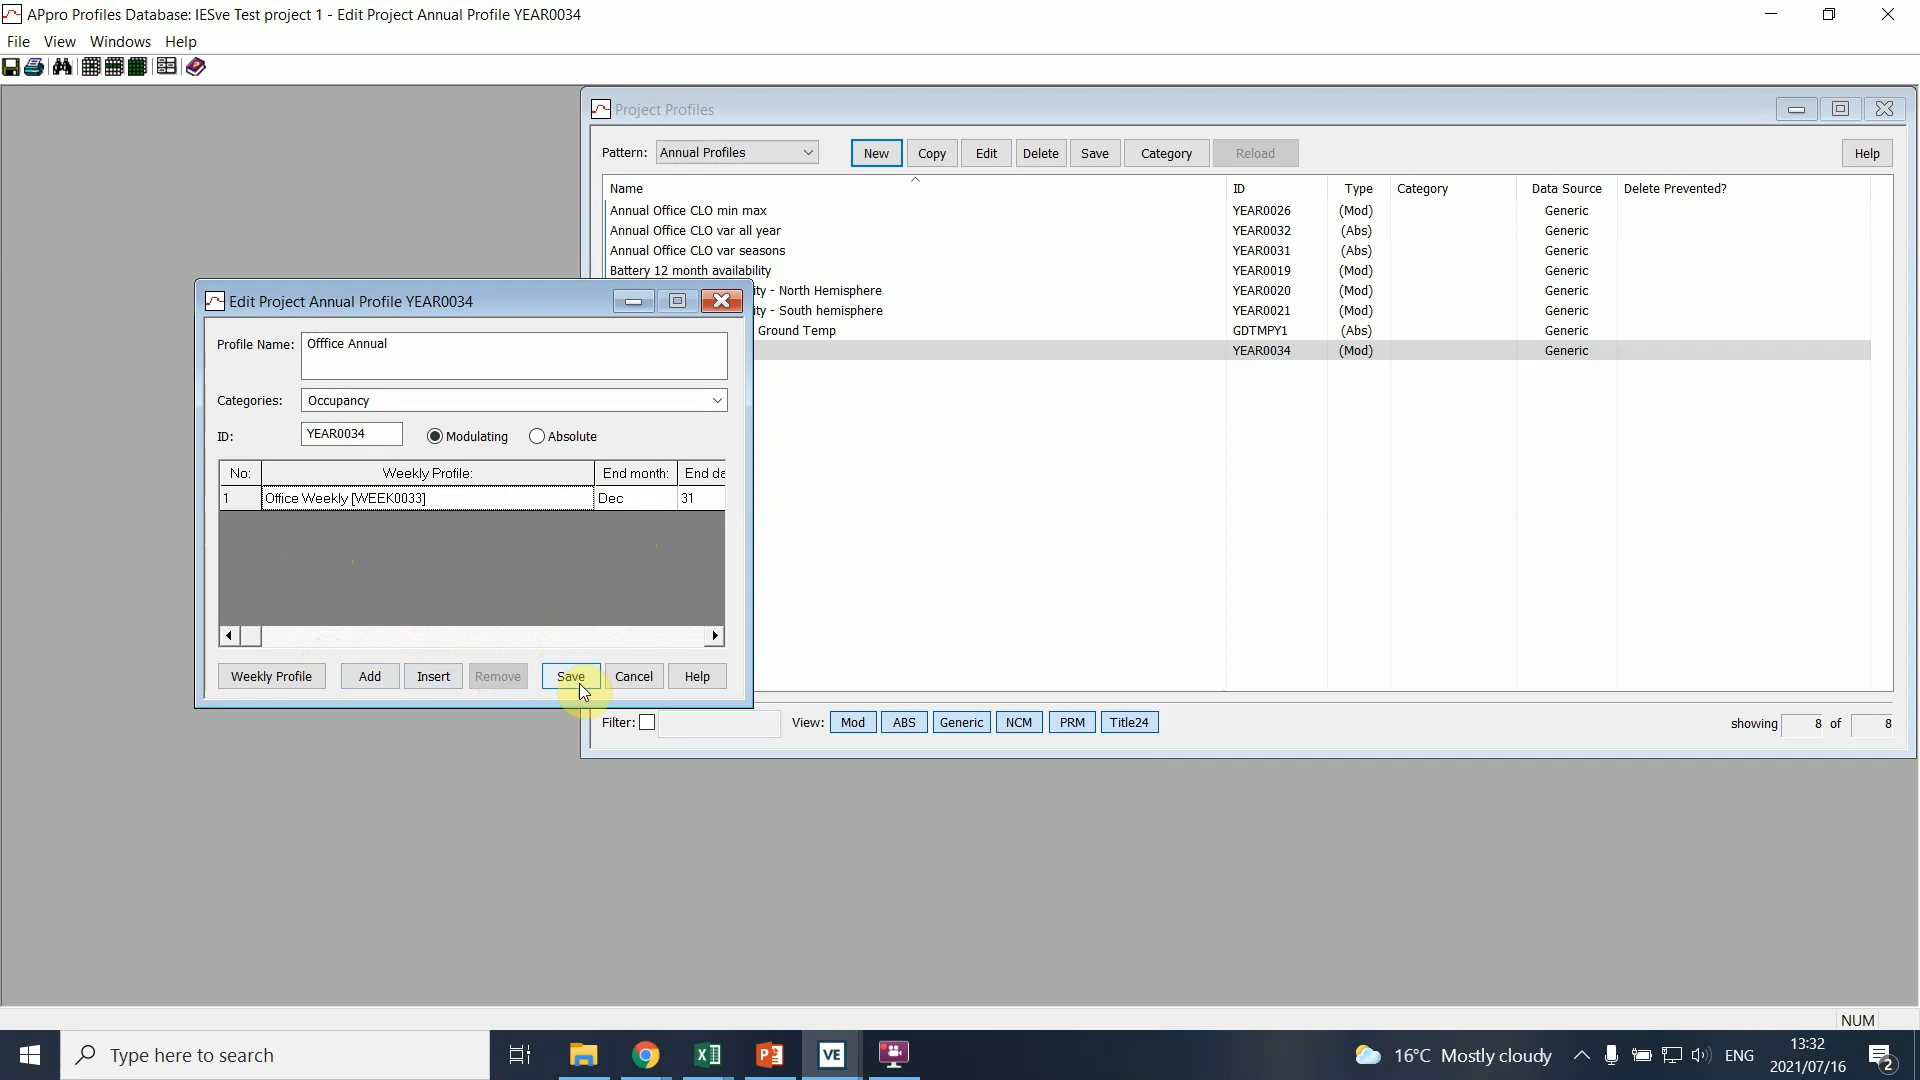 APpro Profiles Database: IESve Test project 1 - Edit Project Annual Profile YEAR0034
File View Windows Help
Project Profiles
Pattern: Annual Profiles New Copy Edit Delete Save Category Reload Help
Name ID Type Category Data Source Delete Prevented?
Annual Office CLO min max YEAR0026 (Mod) Generic
Annual Office CLO var all year YEAR0032 (Abs) Generic
Annual Office CLO var seasons YEAR0031 (Abs) Generic
Battery 12 month availability YEAR0019 (Mod) Generic
ity - North Hemisphere YEAR0020 (Mod) Generic
ity - South hemisphere YEAR0021 (Mod) Generic
Ground Temp GDTMPY1 (Abs) Generic
YEAR0034 (Mod) Generic
Edit Project Annual Profile YEAR0034
Profile Name: Offfice Annual
Categories: Occupancy
ID: YEAR0034 Modulating Absolute
No: Weekly Profile: End month: End da
1 Office Weekly [WEEK0033] Dec 31
Weekly Profile Add Insert Remove Save Cancel Help
Filter: View: Mod ABS Generic NCM PRM Title24 showing 8 of 8
NUM
Type here to search
VE
16°C Mostly cloudy
ENG
13:32
2021/07/16
2